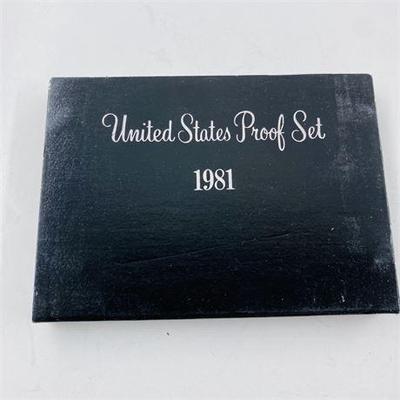 United States Proof Set
1981